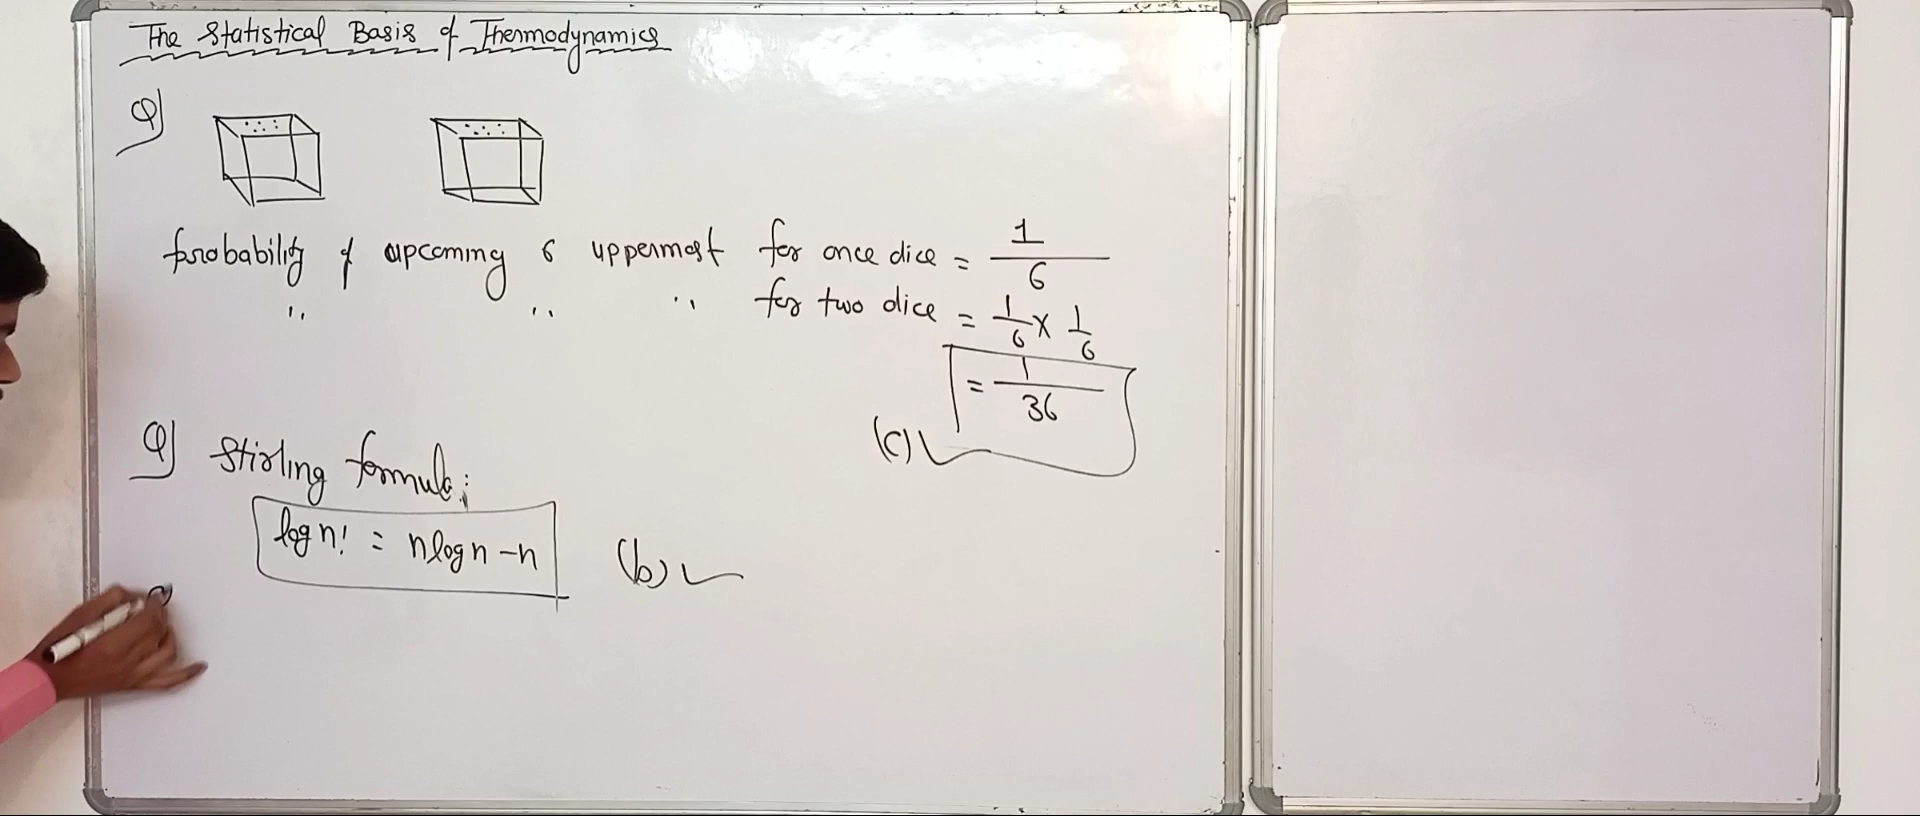 The Statistical Basis of Thermodynamics
Q)
probability of upcoming 6 uppermost for once dice = 1/6
" " " for two dice = 1/6 × 1/6
= 1/36
(c) ✓
Q) Stirling formula:
log n! = n log n - n (b) ✓